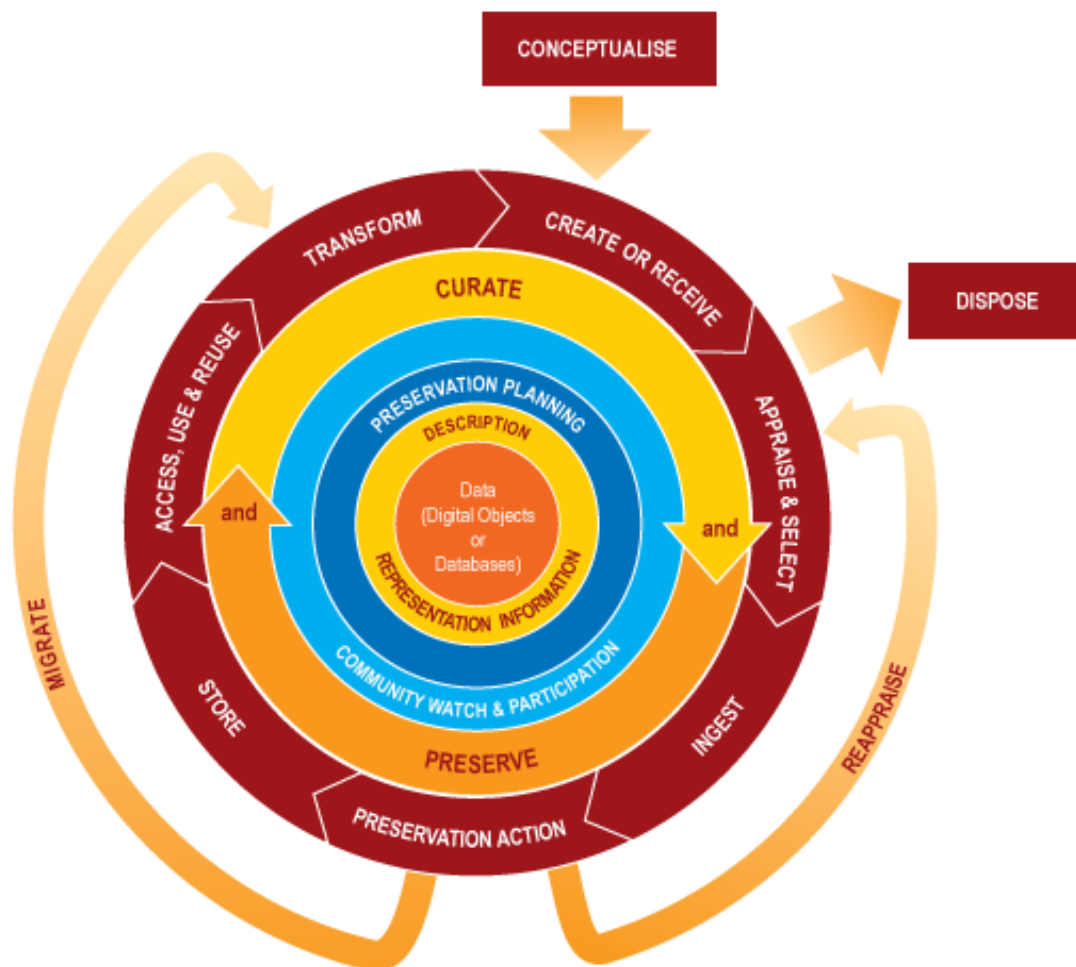 CONCEPTUALISE
TRANSFORM
CREATE OR RECEIVE
DISPOSE
CURATE
ACCESS, USE & REUSE
APPRAISE & SELECT
PRESERVATION PLANNING
DESCRIPTION
Data
(Digital Objects
or
Databases)
and
and
REPRESENTATION INFORMATION
COMMUNITY WATCH & PARTICIPATION
MIGRATE
STORE
INGEST
REAPPRAISE
PRESERVE
PRESERVATION ACTION